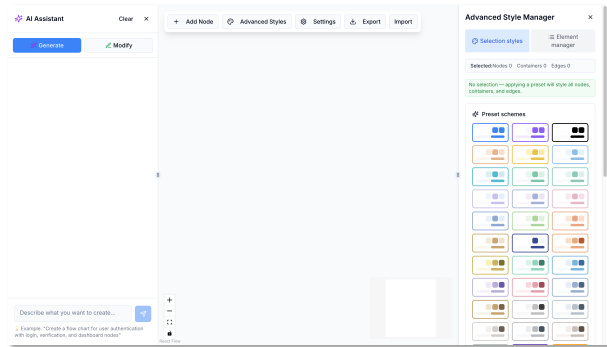 AI Assistant
Clear
Generate
Modify
Describe what you want to create...
Example: "Create a flow chart for user authentication
with login, verification, and dashboard nodes"
Add Node
Advanced Styles
Settings
Export
Import
React Flow
Advanced Style Manager
Selection styles
Element
manager
Selected: Nodes 0 Containers 0 Edges 0
No selection — applying a preset will style all nodes,
containers, and edges.
Preset schemes